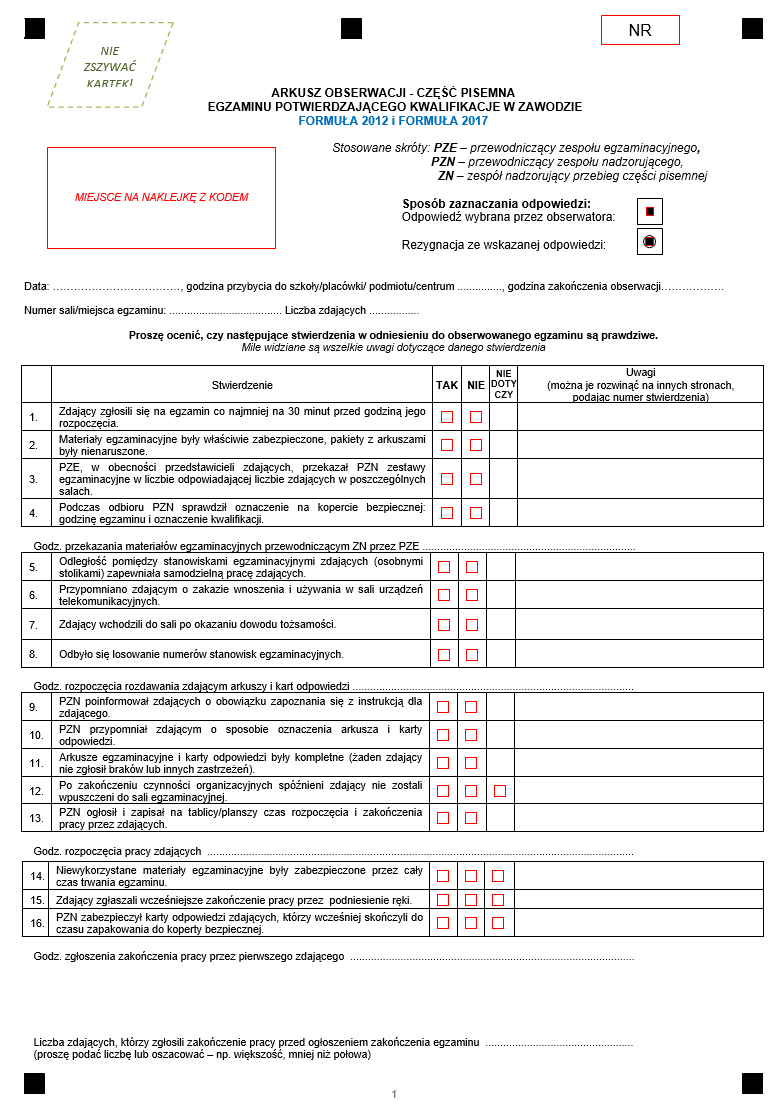 NIE
ZSZYWAĆ
KARTEK!
NR
ARKUSZ OBSERWACJI - CZĘŚĆ PISEMNA
EGZAMINU POTWIERDZAJĄCEGO KWALIFIKACJE W ZAWODZIE
FORMUŁA 2012 i FORMUŁA 2017
MIEJSCE NA NAKLEJKĘ Z KODEM
Stosowane skróty: PZE – przewodniczący zespołu egzaminacyjnego,
PZN – przewodniczący zespołu nadzorującego,
ZN – zespół nadzorujący przebieg części pisemnej
Sposób zaznaczania odpowiedzi:
Odpowiedź wybrana przez obserwatora:
Rezygnacja ze wskazanej odpowiedzi:
Data: ………………………………, godzina przybycia do szkoły/placówki/ podmiotu/centrum ..............., godzina zakończenia obserwacji………………
Numer sali/miejsca egzaminu: ...................................... Liczba zdających .................
Proszę ocenić, czy następujące stwierdzenia w odniesieniu do obserwowanego egzaminu są prawdziwe.
Mile widziane są wszelkie uwagi dotyczące danego stwierdzenia
Stwierdzenie TAK NIE NIE DOTY CZY Uwagi
(można je rozwinąć na innych stronach,
podając numer stwierdzenia)
1. Zdający zgłosili się na egzamin co najmniej na 30 minut przed godziną jego
rozpoczęcia.
2. Materiały egzaminacyjne były właściwie zabezpieczone, pakiety z arkuszami
były nienaruszone.
3. PZE, w obecności przedstawicieli zdających, przekazał PZN zestawy
egzaminacyjne w liczbie odpowiadającej liczbie zdających w poszczególnych
salach.
4. Podczas odbioru PZN sprawdził oznaczenie na kopercie bezpiecznej:
godzinę egzaminu i oznaczenie kwalifikacji.
Godz. przekazania materiałów egzaminacyjnych przewodniczącym ZN przez PZE ........................................................................
5. Odległość pomiędzy stanowiskami egzaminacyjnymi zdających (osobnymi
stolikami) zapewniała samodzielną pracę zdających.
6. Przypomniano zdającym o zakazie wnoszenia i używania w sali urządzeń
telekomunikacyjnych.
7. Zdający wchodzili do sali po okazaniu dowodu tożsamości.
8. Odbyło się losowanie numerów stanowisk egzaminacyjnych.
Godz. rozpoczęcia rozdawania zdającym arkuszy i kart odpowiedzi ...............................................................................................
9. PZN poinformował zdających o obowiązku zapoznania się z instrukcją dla
zdającego.
10. PZN przypomniał zdającym o sposobie oznaczenia arkusza i karty
odpowiedzi.
11. Arkusze egzaminacyjne i karty odpowiedzi były kompletne (żaden zdający
nie zgłosił braków lub innych zastrzeżeń).
12. Po zakończeniu czynności organizacyjnych spóźnieni zdający nie zostali
wpuszczeni do sali egzaminacyjnej.
13. PZN ogłosił i zapisał na tablicy/planszy czas rozpoczęcia i zakończenia
pracy przez zdających.
Godz. rozpoczęcia pracy zdających ................................................................................................................................................
14. Niewykorzystane materiały egzaminacyjne były zabezpieczone przez cały
czas trwania egzaminu.
15. Zdający zgłaszali wcześniejsze zakończenie pracy przez podniesienie ręki.
16. PZN zabezpieczył karty odpowiedzi zdających, którzy wcześniej skończyli do
czasu zapakowania do koperty bezpiecznej.
Godz. zgłoszenia zakończenia pracy przez pierwszego zdającego ................................................................................................
Liczba zdających, którzy zgłosili zakończenie pracy przed ogłoszeniem zakończenia egzaminu ..................................................
(proszę podać liczbę lub oszacować – np. większość, mniej niż połowa)
1